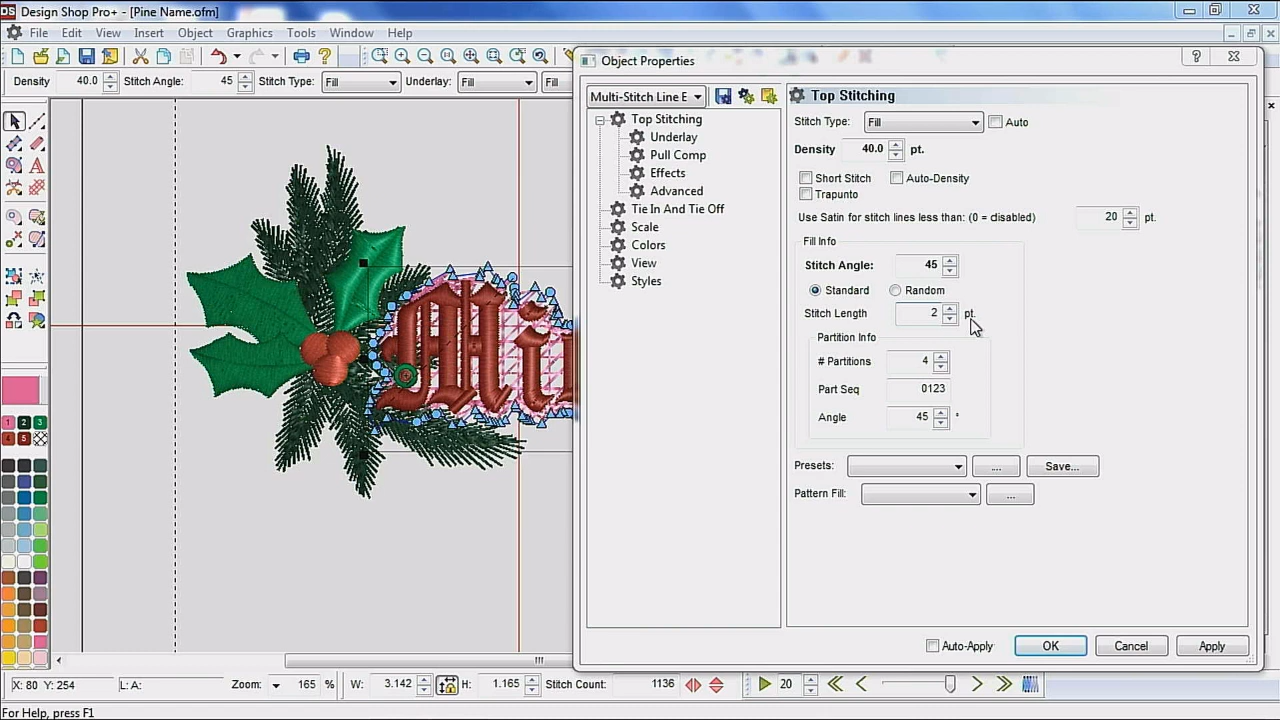 DS Design Shop Pro+ - [Pine Name.ofm]
File Edit View Insert Object Graphics Tools Window Help
Density 40.0 Stitch Angle: 45 Stitch Type: Fill Underlay: Fill Fill
Object Properties
Multi-Stitch Line E
Top Stitching
Underlay
Pull Comp
Effects
Advanced
Tie In And Tie Off
Scale
Colors
View
Styles
Top Stitching
Stitch Type: Fill Auto
Density 40.0 pt.
Short Stitch Auto-Density
Trapunto
Use Satin for stitch lines less than: (0 = disabled) 20 pt.
Fill Info
Stitch Angle: 45
Standard Random
Stitch Length 2 pt.
Partition Info
# Partitions 4
Part Seq 0123
Angle 45 °
Presets: .... Save...
Pattern Fill: ...
Auto-Apply OK Cancel Apply
1 2 3
4 5
X: 80 Y: 254 L: A: Zoom: 165 % W: 3.142 H: 1.165 Stitch Count: 1136 20
For Help, press F1